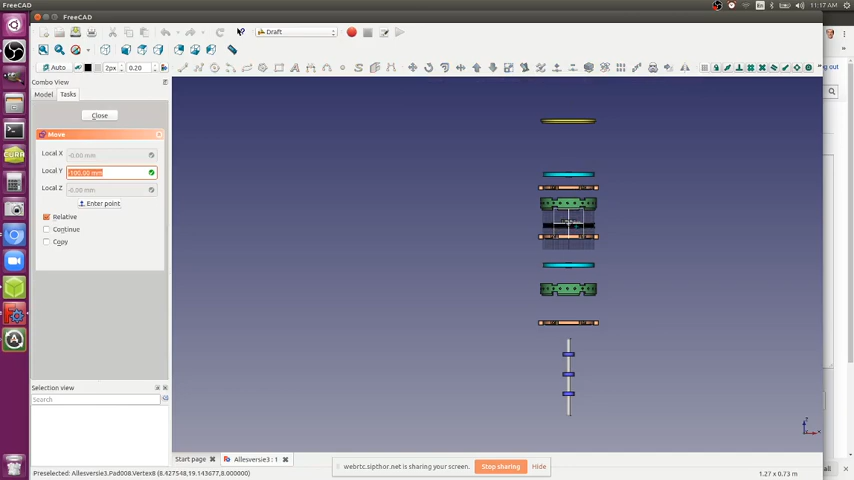 FreeCAD
En
11:17 AM
FreeCAD
Draft
Auto
2px
0.20
Combo View
Model
Tasks
Close
Move
Local X
-0.00 mm
Local Y
-100.00 mm
Local Z
-0.00 mm
Enter point
Relative
Continue
Copy
Selection view
Search
Start page
Allesversie3 : 1
webrtc.sipthor.net is sharing your screen.
Stop sharing
Hide
Preselected: Allesversie3.Pad008.Vertex8 (8.427548,19.143677,8.000000)
1.27 x 0.73 m
CURA